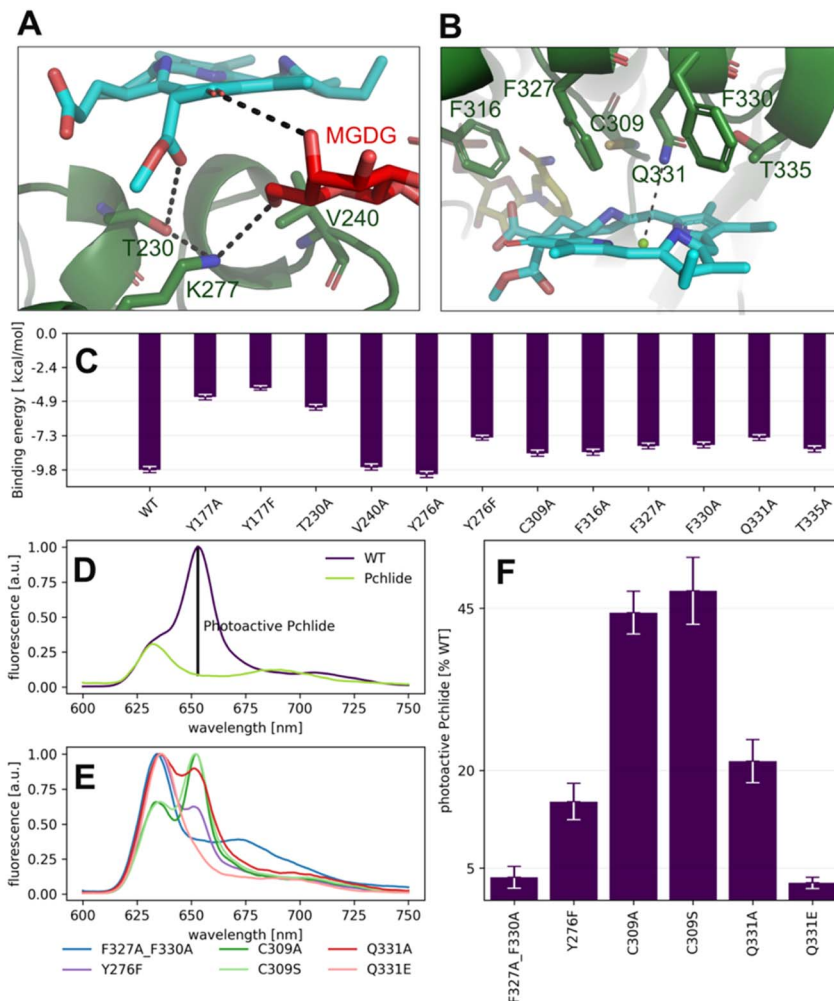 A
MGDG
V240
T230
K277
B
F316
F327
C309
F330
Q331
T335
C
Binding energy [ kcal/mol]
0.0
-2.4
-4.9
-7.3
-9.8
WT
Y177A
Y177F
T230A
V240A
Y276A
Y276F
C309A
F316A
F327A
F330A
Q331A
T335A
D
fluorescence [a.u.]
1.00
0.75
0.50
0.25
0.00
WT
Pchlide
Photoactive Pchlide
600 625 650 675 700 725 750
wavelength [nm]
E
fluorescence [a.u.]
1.00
0.75
0.50
0.25
0.00
600 625 650 675 700 725 750
wavelength [nm]
F327A_F330A C309A Q331A
Y276F C309S Q331E
F
photoactive Pchlide [% WT]
45
20
5
F327A_F330A
Y276F
C309A
C309S
Q331A
Q331E